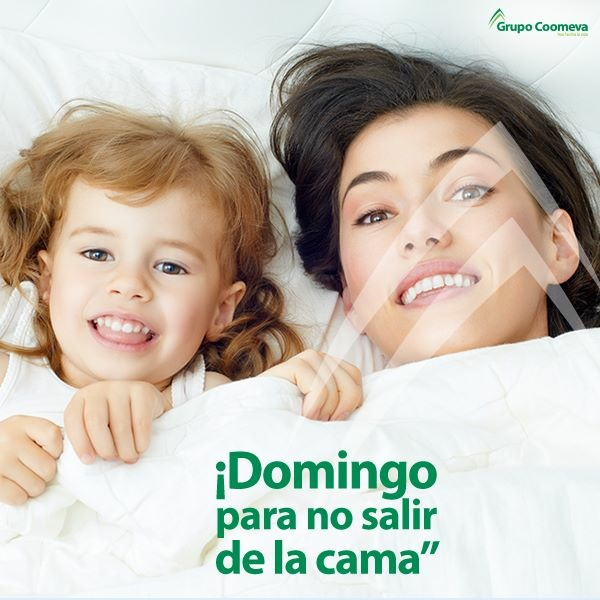 Grupo Coomeva
¡Domingo
para no salir
de la cama”